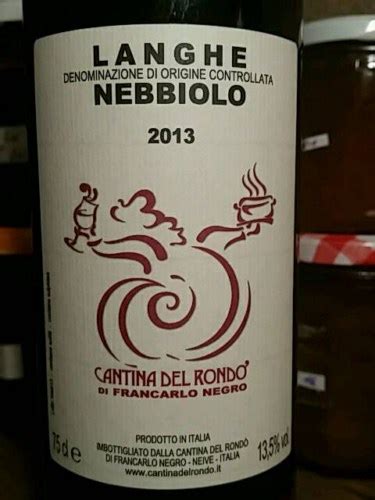 LANGHE
DENOMINAZIONE DI ORIGINE CONTROLLATA
NEBBIOLO
2013
CANTINA DEL RONDO'
DI FRANCARLO NEGRO
PRODOTTO IN ITALIA
75 cl e
IMBOTTIGLIATO DALLA CANTINA DEL RONDÒ
DI FRANCARLO NEGRO - NEIVE - ITALIA
13,5% vol
www.cantinadelrondo.it